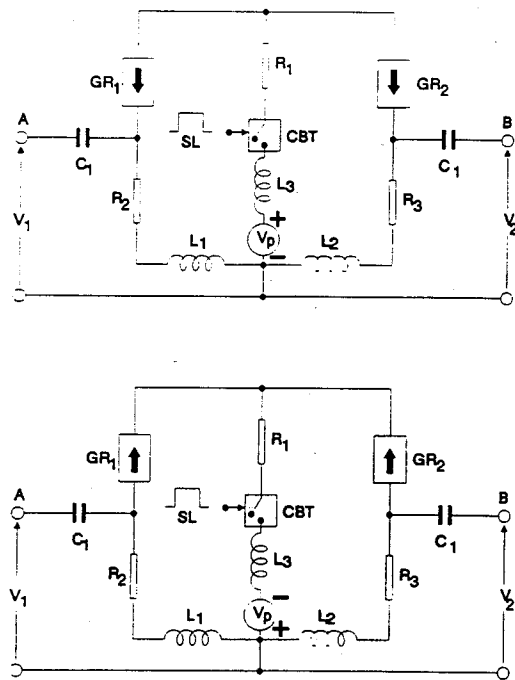 R₁
GR₁
GR₂
A
SL
CBT
B
C₁
C₁
R₂
L₃
R₃
V₁
+
L₁
Vp
L₂
V₂
−
R₁
GR₁
GR₂
A
SL
CBT
B
C₁
C₁
R₂
L₃
R₃
V₁
−
L₁
Vp
L₂
V₂
+